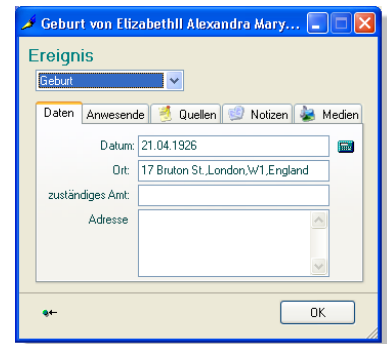 Geburt von ElizabethII Alexandra Mary...
Ereignis
Geburt
Daten Anwesende Quellen Notizen Medien
Datum: 21.04.1926
Ort: 17 Bruton St.,London,W1,England
zuständiges Amt:
Adresse
OK